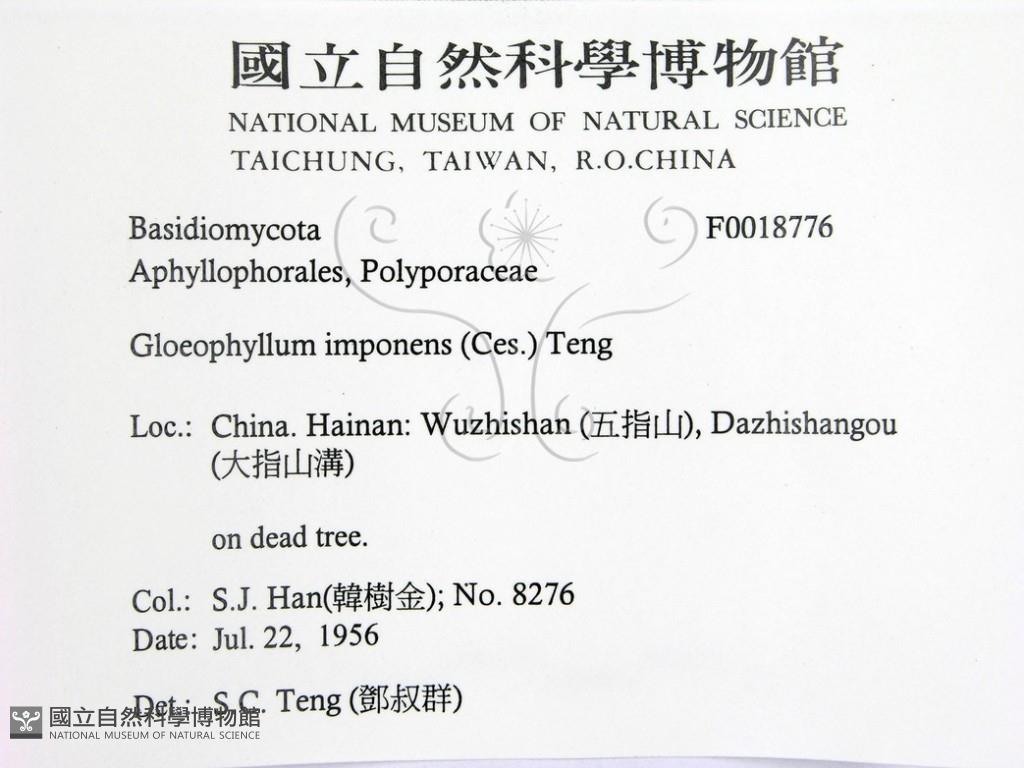 國立自然科學博物館
NATIONAL MUSEUM OF NATURAL SCIENCE
TAICHUNG, TAIWAN, R.O.CHINA
Basidiomycota F0018776
Aphyllophorales, Polyporaceae
Gloeophyllum imponens (Ces.) Teng
Loc.: China. Hainan: Wuzhishan (五指山), Dazhishangou
(大指山溝)
on dead tree.
Col.: S.J. Han(韓樹金); No. 8276
Date: Jul. 22, 1956
Det.: S.C. Teng (鄧叔群)
國立自然科學博物館
NATIONAL MUSEUM OF NATURAL SCIENCE